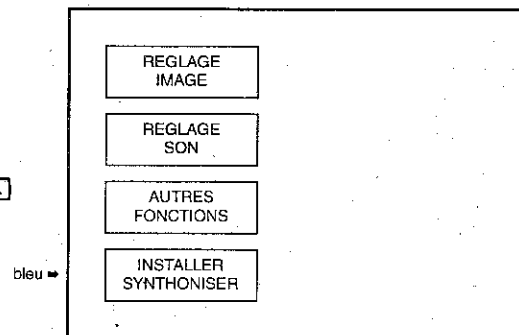 REGLAGE
IMAGE
REGLAGE
SON
AUTRES
FONCTIONS
bleu ➡ INSTALLER
SYNTHONISER